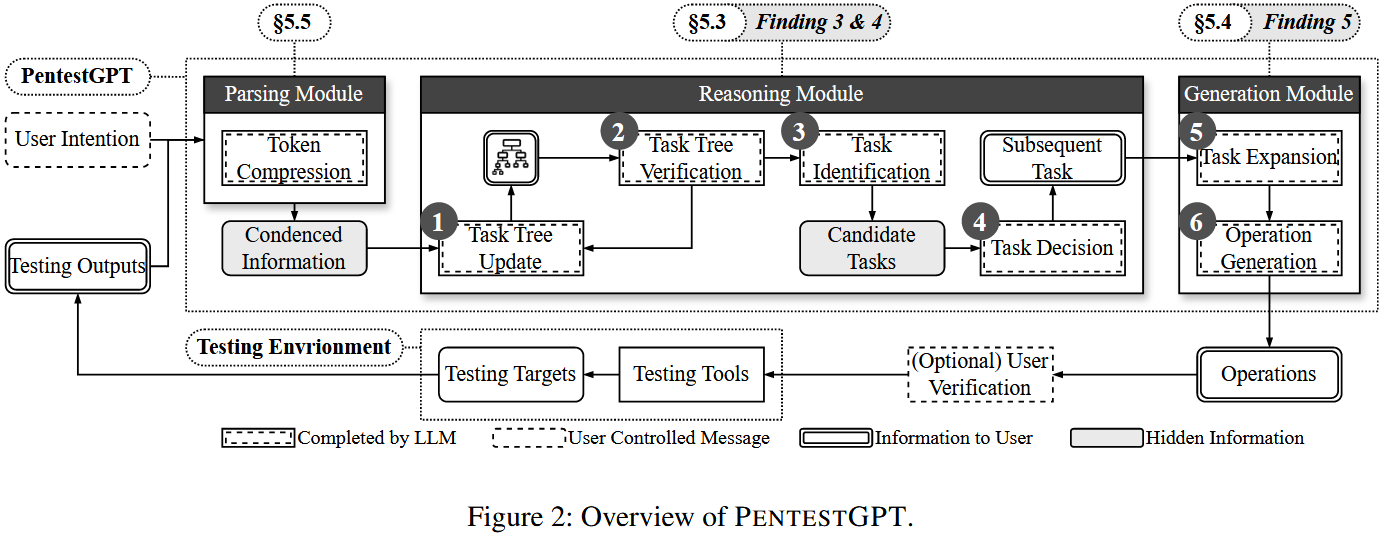 §5.5
§5.3 Finding 3 & 4
§5.4 Finding 5
PentestGPT
Parsing Module
Reasoning Module
Generation Module
User Intention
Token
Compression
2
Task Tree
Verification
3
Task
Identification
Subsequent
Task
5
Task Expansion
Testing Outputs
Condenced
Information
1
Task Tree
Update
Candidate
Tasks
4
Task Decision
6
Operation
Generation
Testing Envrionment
Testing Targets
Testing Tools
(Optional) User
Verification
Operations
Completed by LLM
User Controlled Message
Information to User
Hidden Information
Figure 2: Overview of PENTESTGPT.